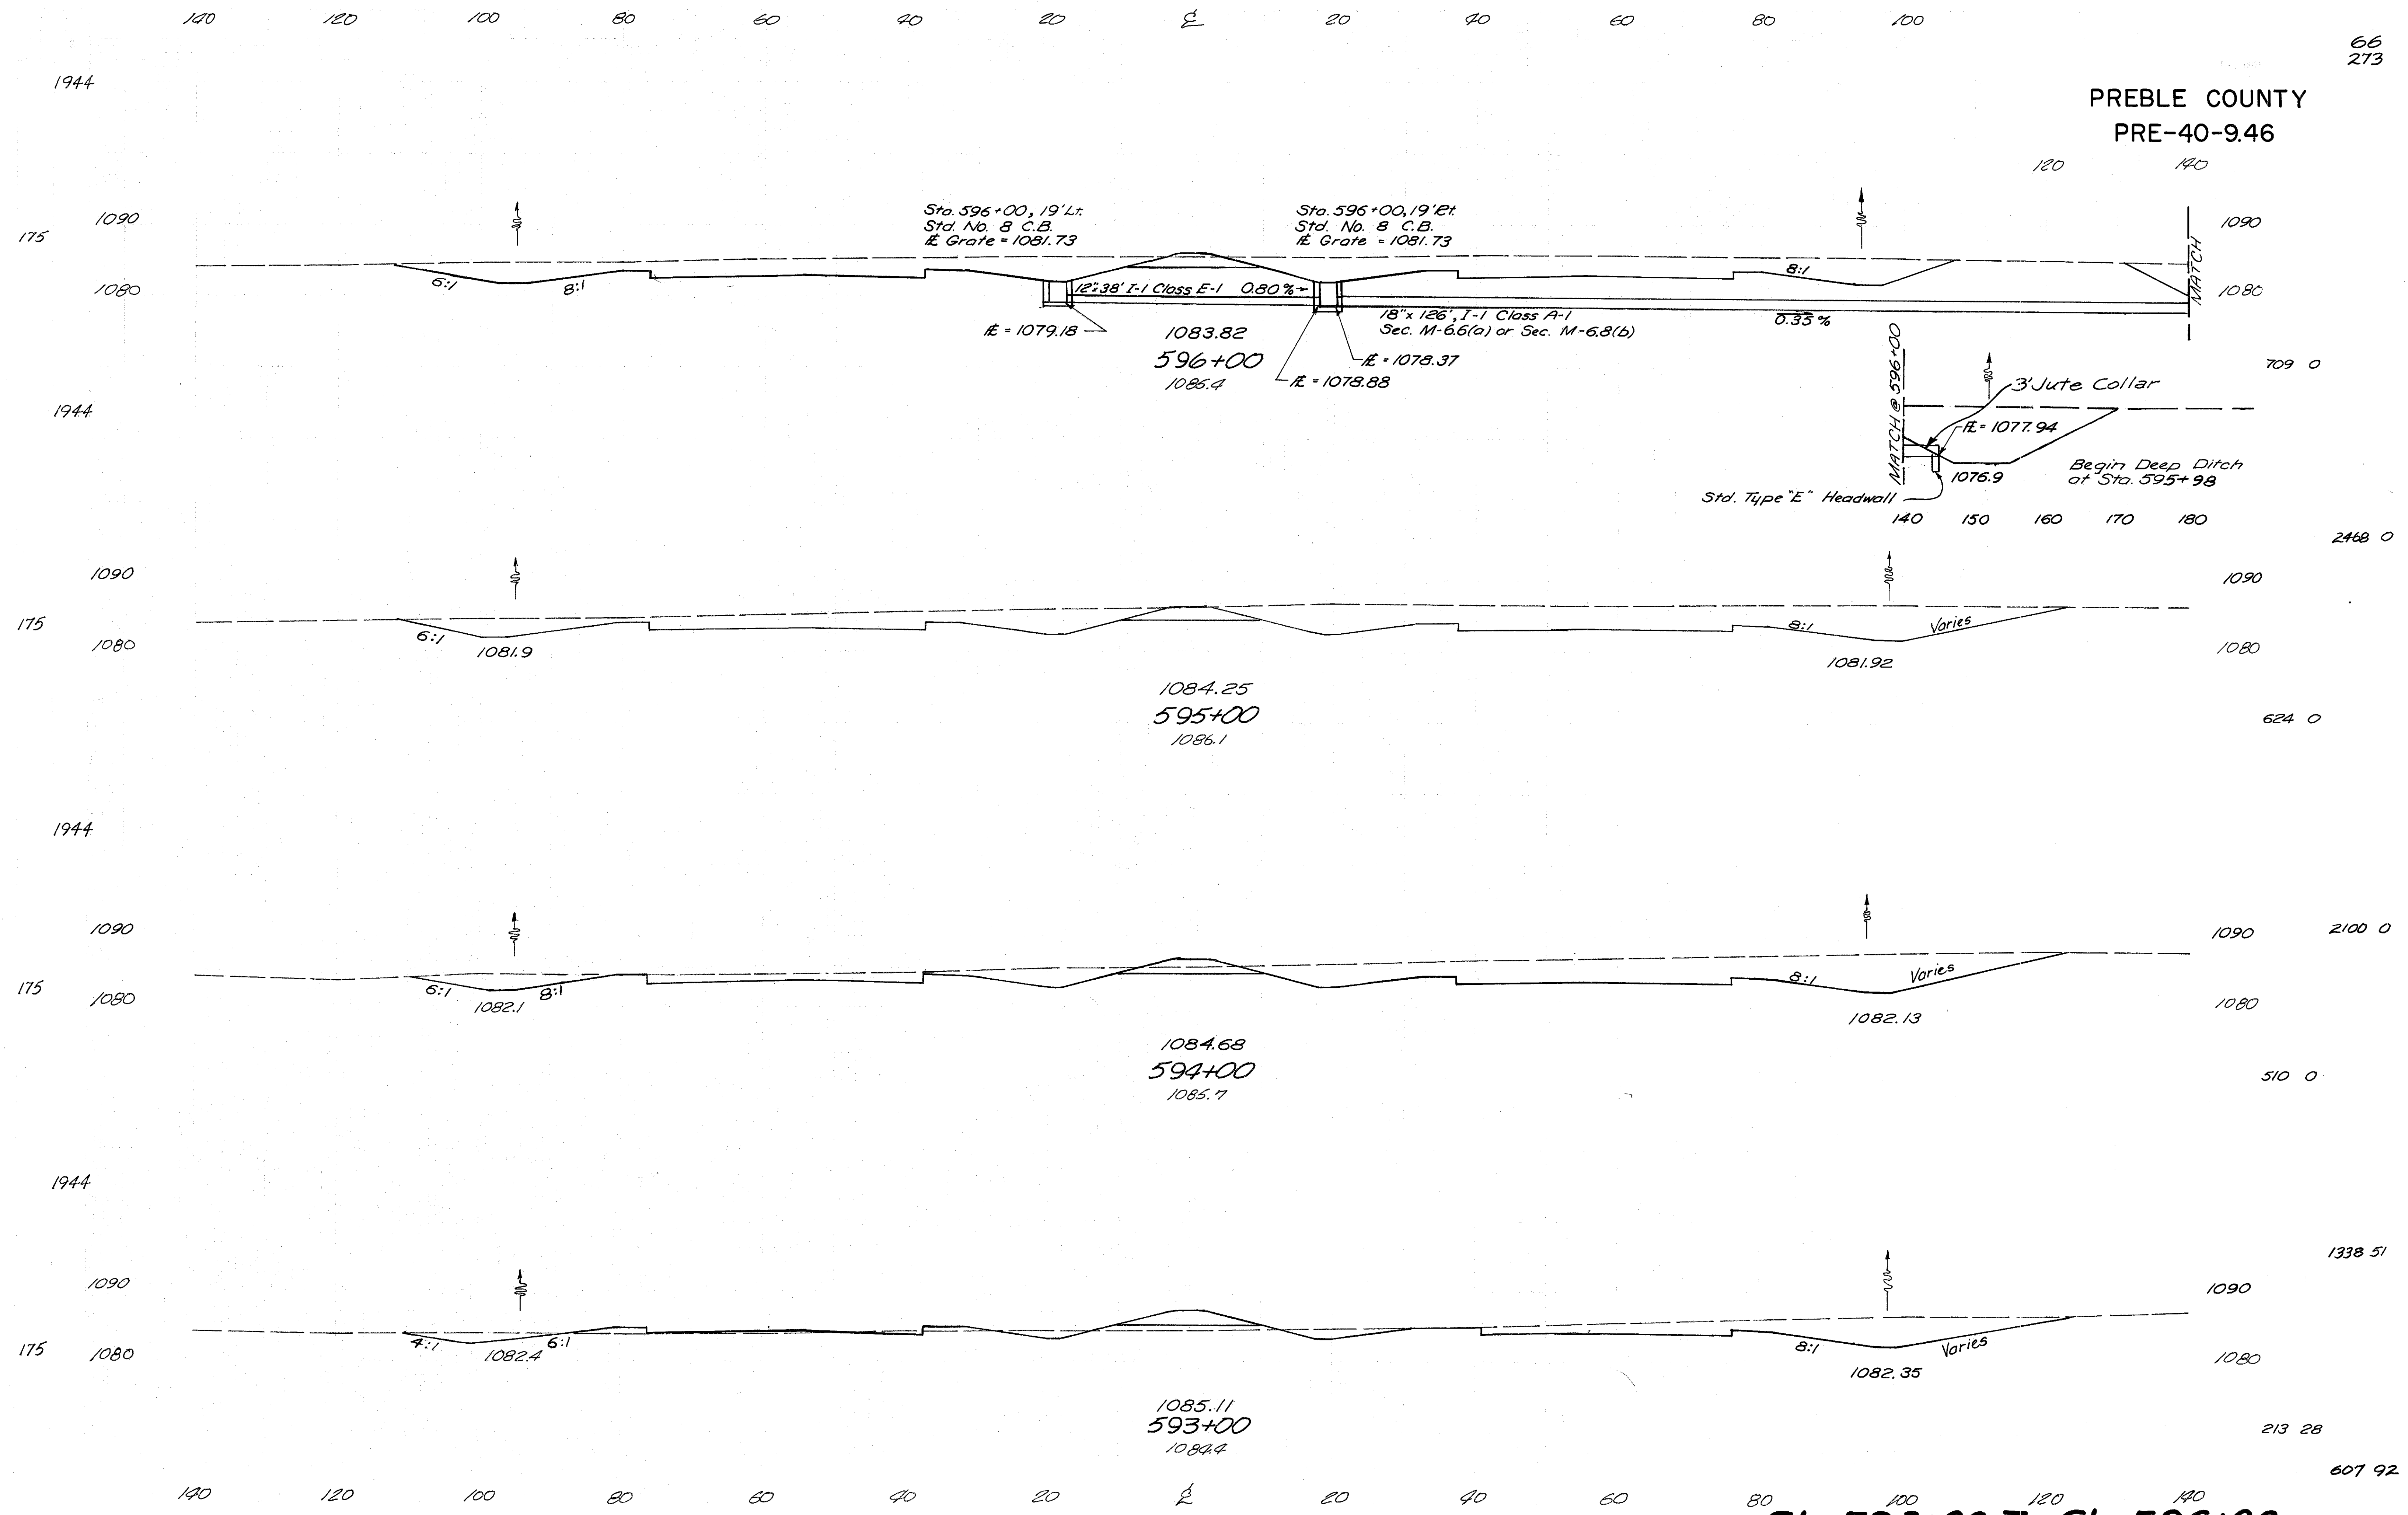 140 120 100 80 60 40 20 ℄ 20 40 60 80 100
66
273
1944
PREBLE COUNTY
PRE-40-9.46
120 140
1090
175
1080
Sta. 596+00, 19' Lt.
Std. No. 8 C.B.
F̶L̶ Grate = 1081.73
Sta. 596+00, 19' Rt.
Std. No. 8 C.B.
F̶L̶ Grate = 1081.73
1090
1080
MATCH
6:1
8:1
12"x38' I-1 Class E-1 0.80%
8:1
18"x 126', I-1 Class A-1
Sec. M-6.6(a) or Sec. M-6.8(b)
0.35%
F̶L̶ = 1079.18
1083.82
596+00
1085.4
F̶L̶ = 1078.37
F̶L̶ = 1078.88
709 0
1944
MATCH @ 596+00
3' Jute Collar
F̶L̶ = 1077.94
1076.9
Begin Deep Ditch
at Sta. 595+98
Std. Type "E" Headwall
140 150 160 170 180
2468 0
1090
175
1080
1090
1080
6:1
1081.9
8:1
Varies
1081.92
1084.25
595+00
1086.1
624 0
1944
1090
175
1080
1090
1080
2100 0
6:1
1082.1
8:1
8:1
Varies
1082.13
1084.68
594+00
1085.7
510 0
1944
1338 51
1090
175
1080
1090
1080
4:1
1082.4
6:1
8:1
1082.35
Varies
1085.11
593+00
1084.4
213 28
607 92
140 120 100 80 60 40 20 ℄ 20 40 60 80 100 120 140